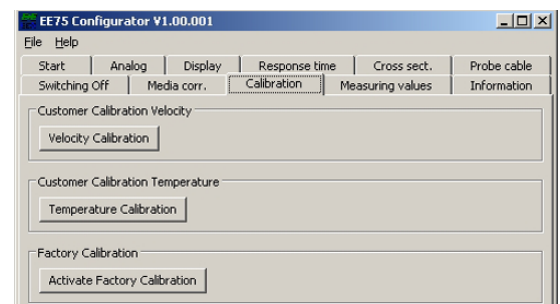 EE75 Configurator V1.00.001
File Help
Start Analog Display Response time Cross sect. Probe cable
Switching Off Media corr. Calibration Measuring values Information
Customer Calibration Velocity
Velocity Calibration
Customer Calibration Temperature
Temperature Calibration
Factory Calibration
Activate Factory Calibration